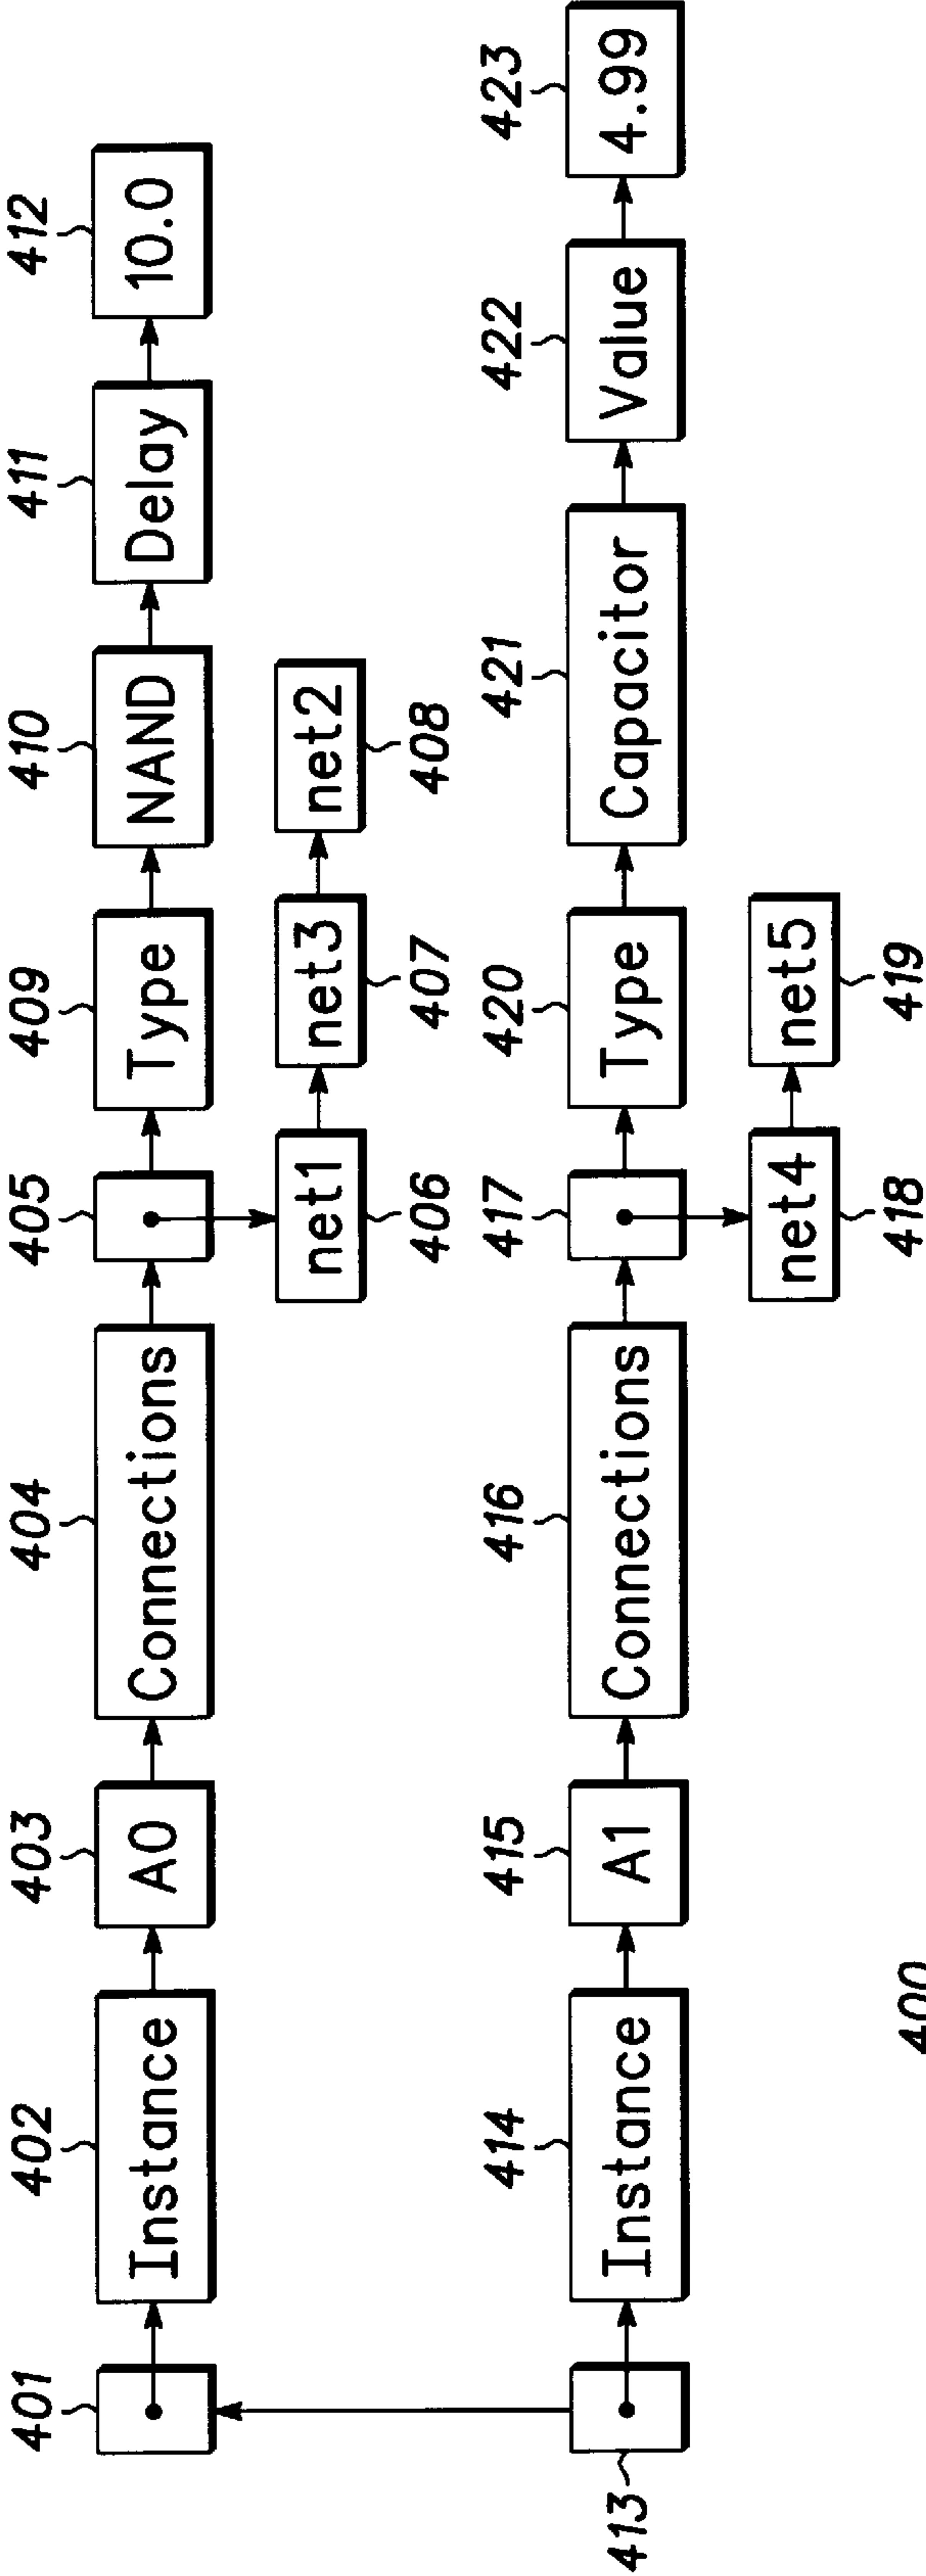 401 402 403 404 405 409 410 411 412
Instance A0 Connections Type NAND Delay 10.0
net1 net3 net2
406 407 408
414 415 416 417 420 421 422 423
Instance A1 Connections Type Capacitor Value 4.99
413
net4 net5
418 419
400